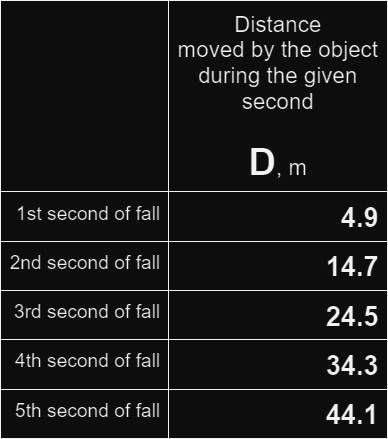 Distance
moved by the object
during the given
second
D, m
1st second of fall 4.9
2nd second of fall 14.7
3rd second of fall 24.5
4th second of fall 34.3
5th second of fall 44.1